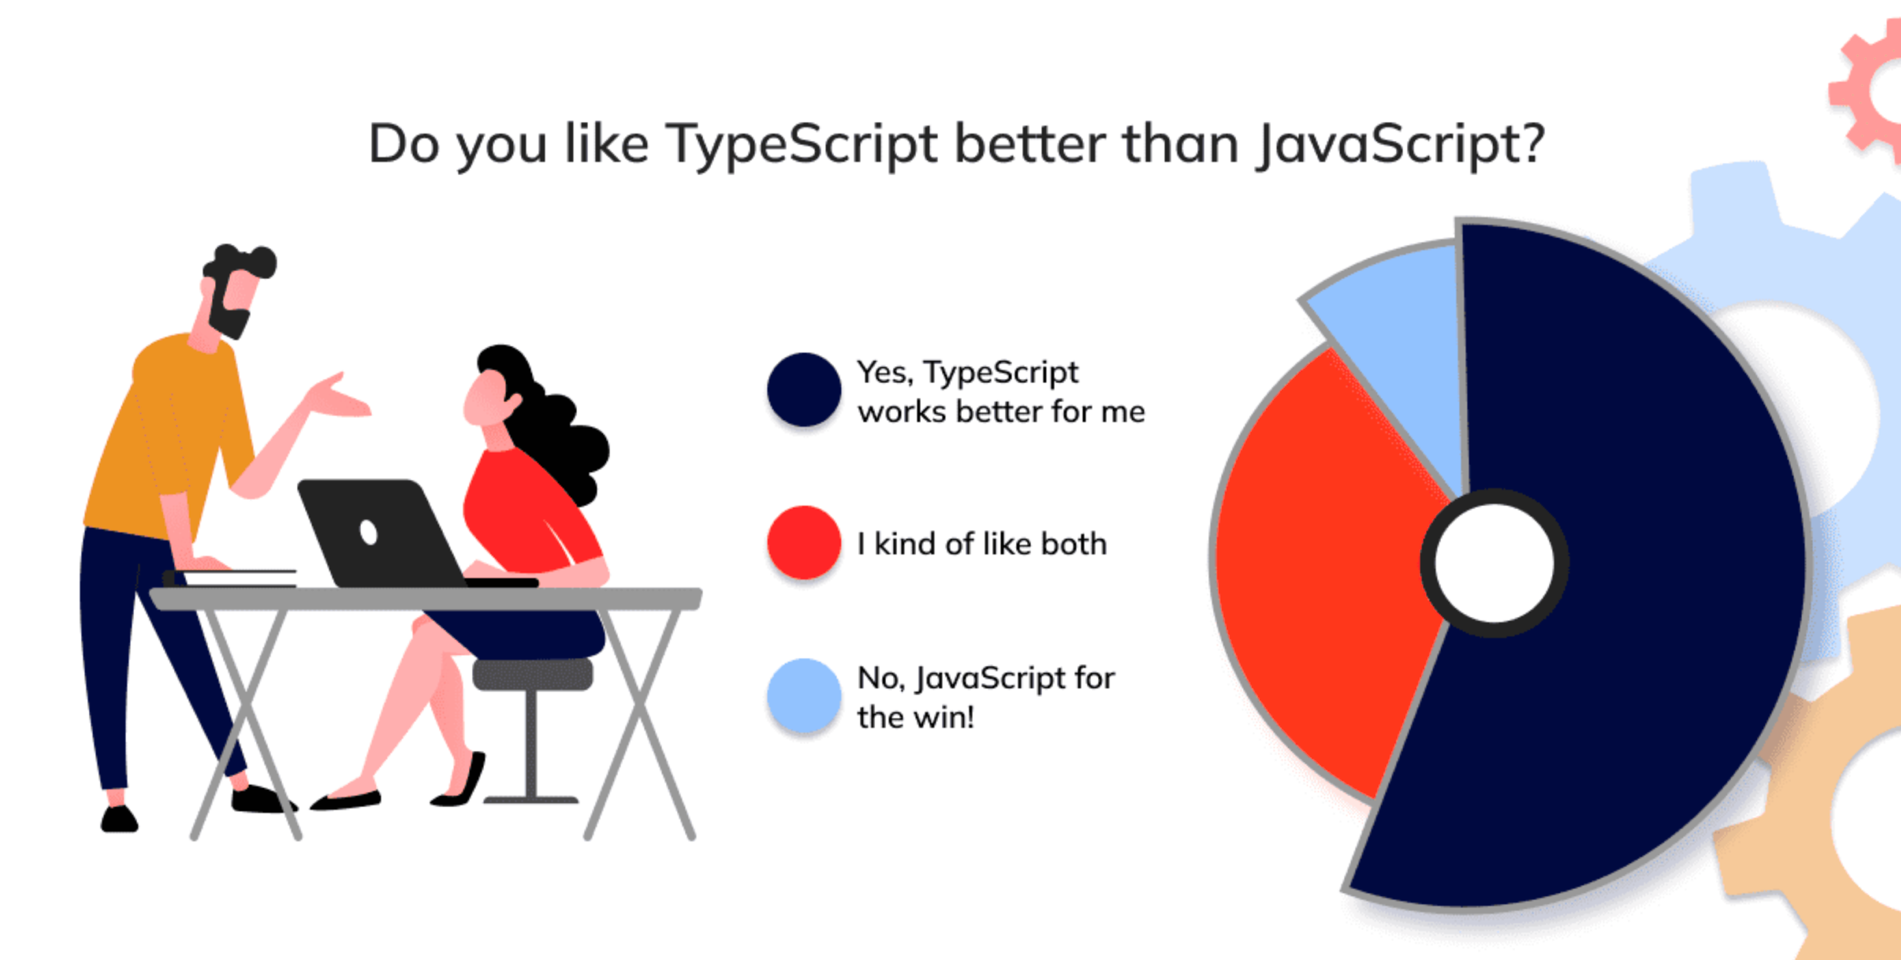 Do you like TypeScript better than JavaScript?
Yes, TypeScript
works better for me
I kind of like both
No, JavaScript for
the win!